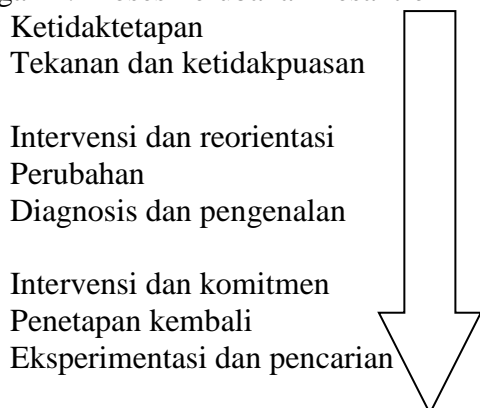 Ketidaktetapan
Tekanan dan ketidakpuasan
Intervensi dan reorientasi
Perubahan
Diagnosis dan pengenalan
Intervensi dan komitmen
Penetapan kembali
Eksperimentasi dan pencarian